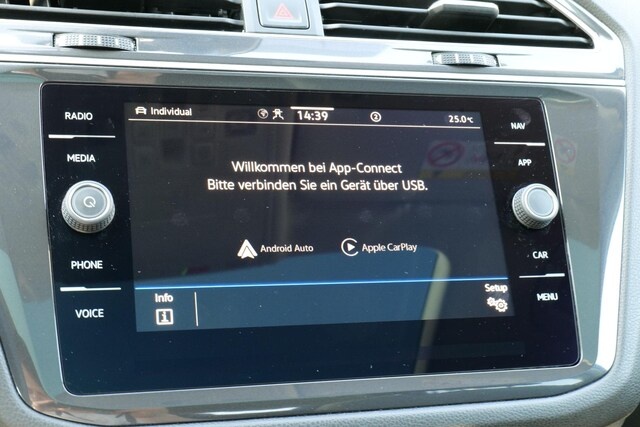 RADIO
MEDIA
PHONE
VOICE
Individual
14:39
2
25.0°C
Willkommen bei App-Connect
Bitte verbinden Sie ein Gerät über USB.
Android Auto
Apple CarPlay
Info
i
Setup
NAV
APP
CAR
MENU